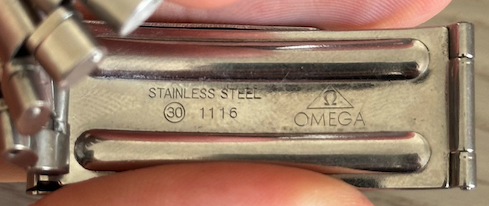 STAINLESS STEEL
30 1116
Ω
OMEGA